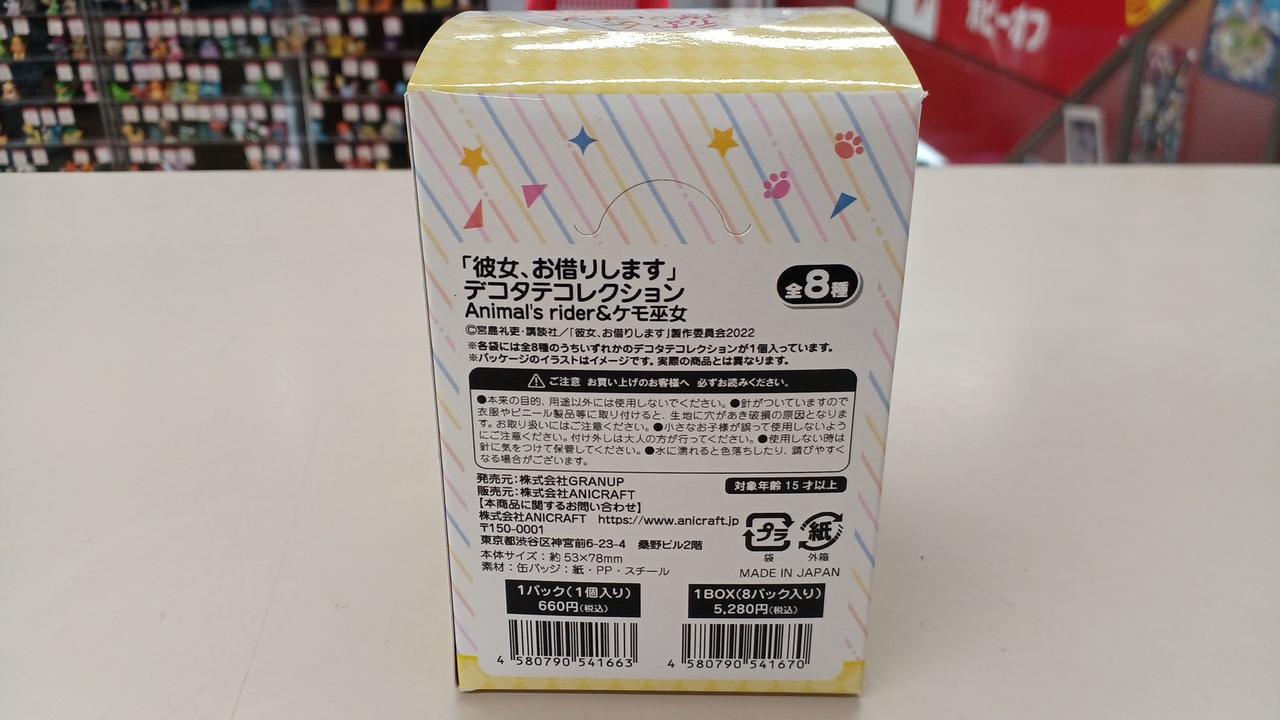 ホビーオフ
「彼女、お借りします」
デコタテコレクション
Animal's rider&ケモ巫女
全8種
©宮島礼吏・講談社／「彼女、お借りします」製作委員会2022
※各袋には全8種のうちいずれかのデコタテコレクションが1個入っています。
※パッケージのイラストはイメージです。実際の商品とは異なります。
ご注意 お買い上げのお客様へ 必ずお読みください。
●本来の目的、用途以外には使用しないでください。●針がついていますので
衣服やビニール製品等に取り付けると、生地に穴があき破損の原因となりま
す。お取り扱いにはご注意ください。●小さなお子様が誤って使用しないよう
にご注意ください。付け外しは大人の方が行ってください。●使用しない時は
針に気をつけて保管してください。●水に濡れると色落ちしたり、錆びやすく
なる場合がございます。
発売元：株式会社GRANUP
販売元：株式会社ANICRAFT
対象年齢15才以上
【本商品に関するお問い合わせ】
株式会社ANICRAFT https://www.anicraft.jp
〒150-0001
東京都渋谷区神宮前6-23-4 桑野ビル2階
本体サイズ：約53×78mm
素材：缶バッジ：紙・PP・スチール
プラ
袋
紙
外箱
MADE IN JAPAN
1パック（1個入り）
660円（税込）
1BOX（8パック入り）
5,280円（税込）
4 580790 541663
4 580790 541670